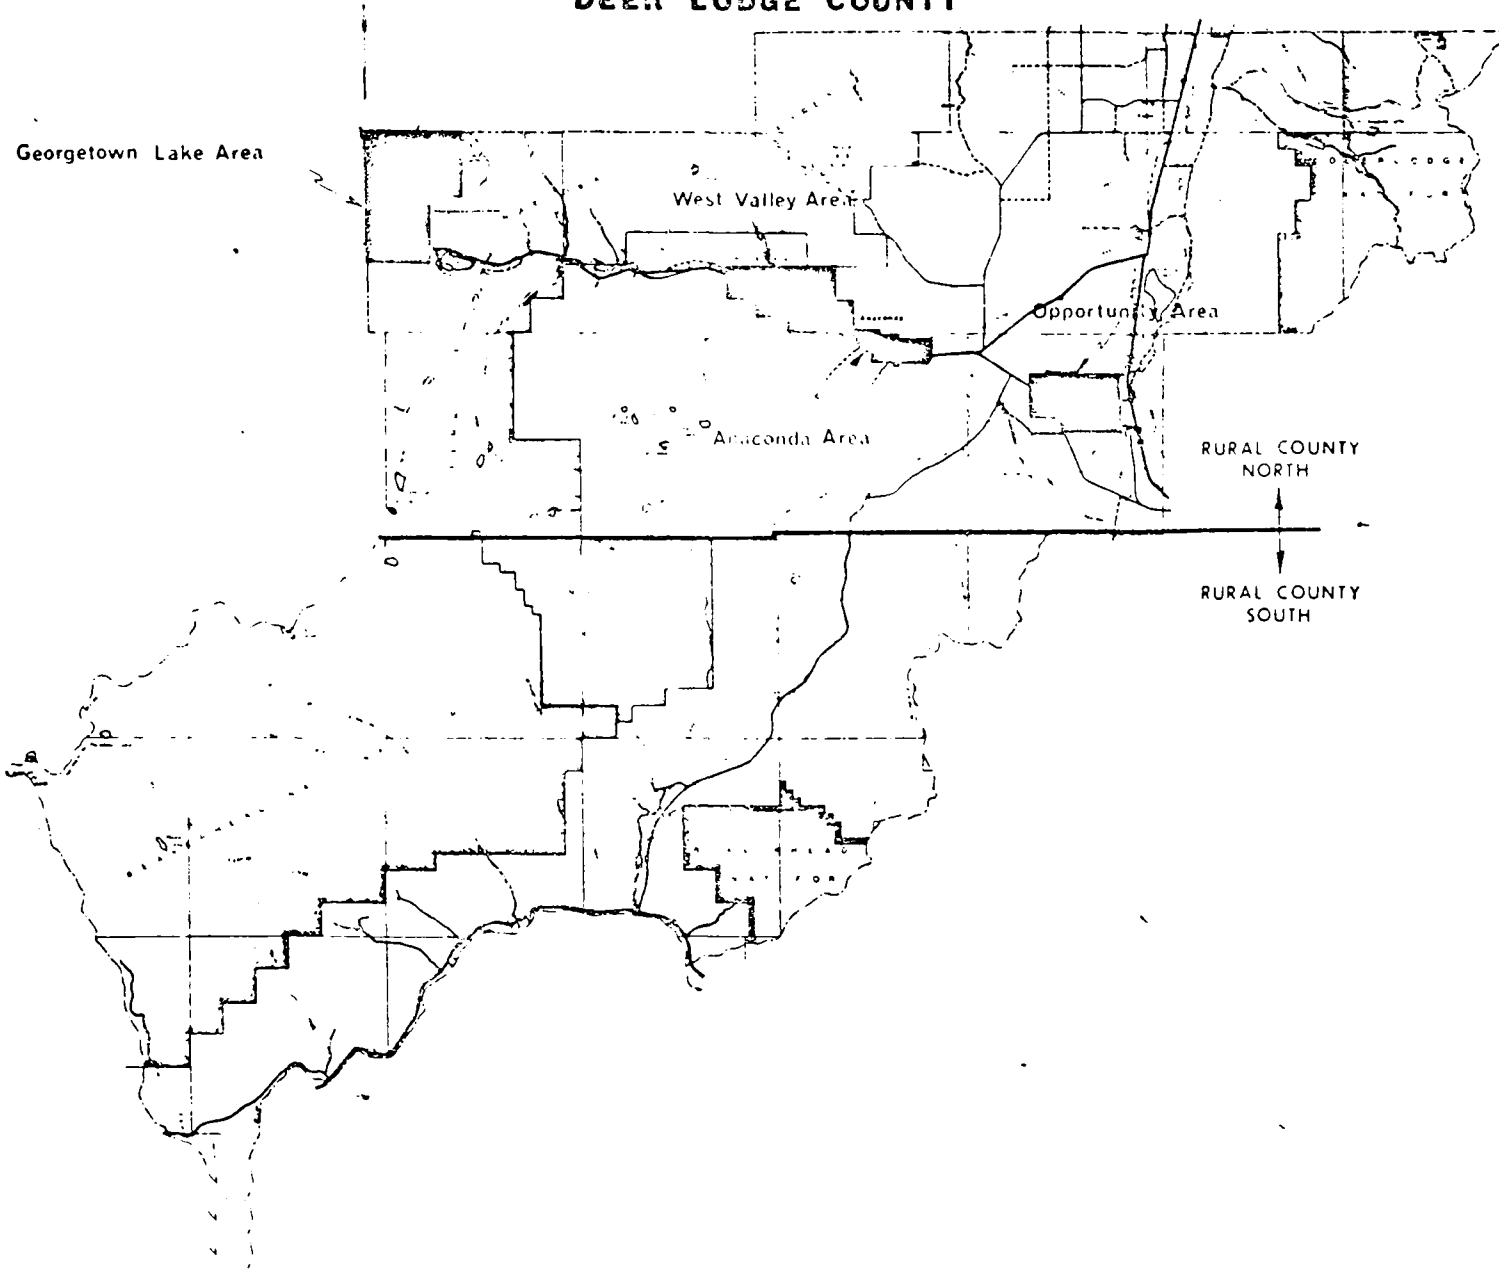 DEER LODGE COUNTY
Georgetown Lake Area
West Valley Area
Opportunity Area
Anaconda Area
RURAL COUNTY
NORTH
RURAL COUNTY
SOUTH